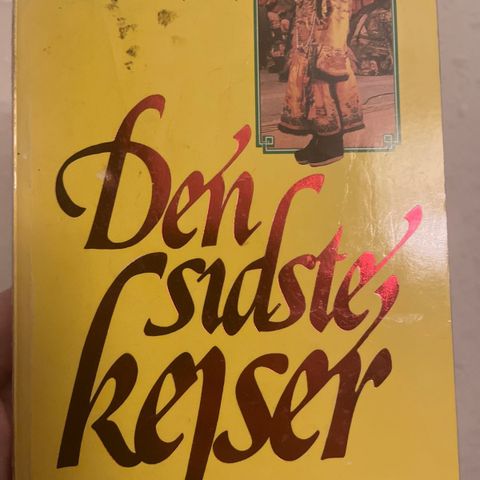 Den
sidste
kejser